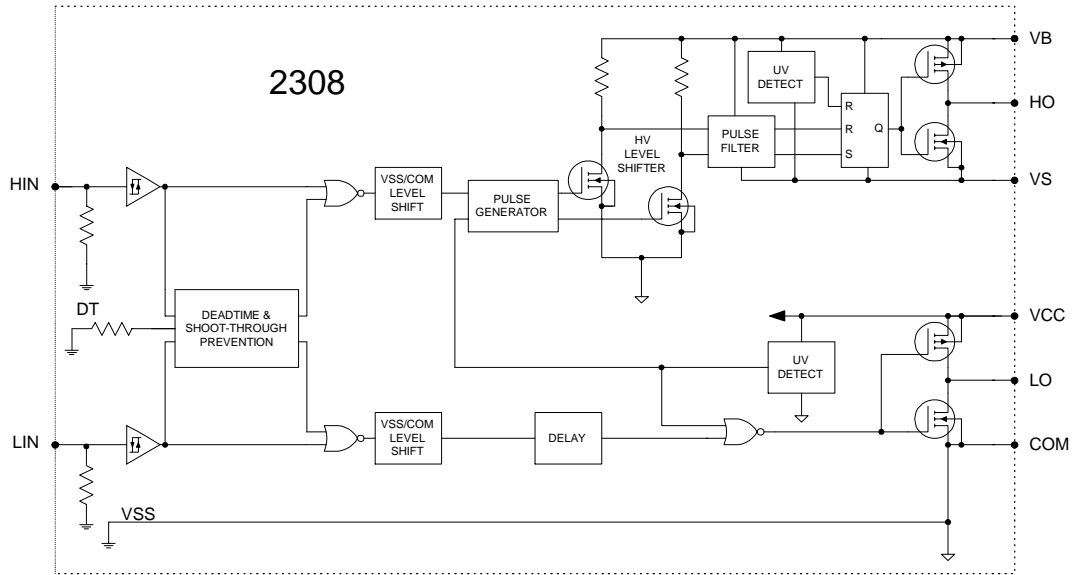 2308
VB
HO
VS
UV
DETECT
R
R
S
Q
PULSE
FILTER
HV
LEVEL
SHIFTER
HIN
VSS/COM
LEVEL
SHIFT
PULSE
GENERATOR
DT
DEADTIME &
SHOOT-THROUGH
PREVENTION
VCC
UV
DETECT
LO
LIN
VSS/COM
LEVEL
SHIFT
DELAY
COM
VSS